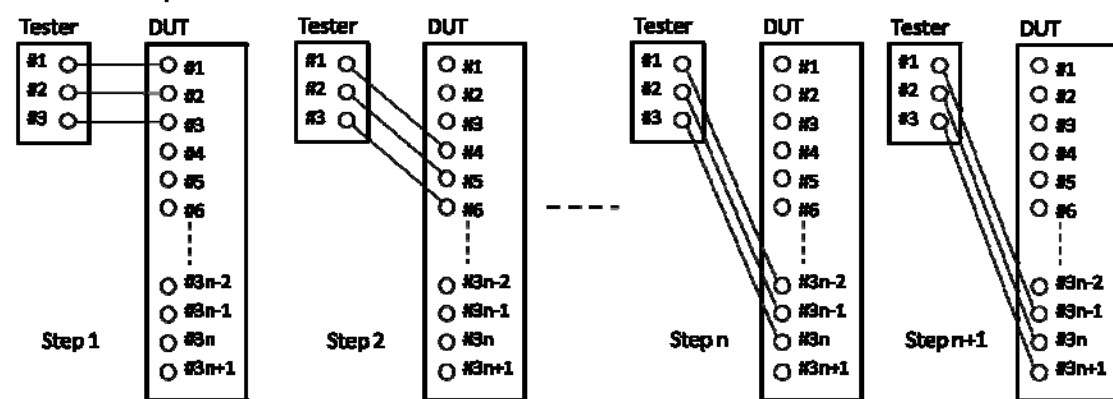 Tester DUT Tester DUT Tester DUT Tester DUT
#1 #1 #1 #1 #1 #1 #1 #1
#2 #2 #2 #2 #2 #2 #2 #2
#3 #3 #3 #3 #3 #3 #3 #3
#4 #4 #4 #4
#5 #5 #5 #5
#6 #6 #6 #6
#3n-2 #3n-2 #3n-2 #3n-2
#3n-1 #3n-1 #3n-1 #3n-1
Step 1 #3n Step 2 #3n Step n #3n Step n+1 #3n
#3n+1 #3n+1 #3n+1 #3n+1